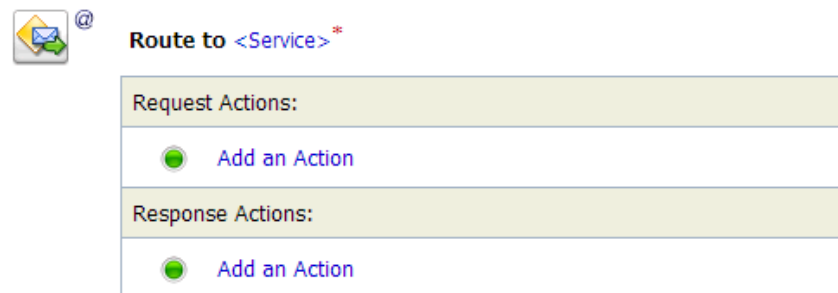 @
Route to <Service>*
Request Actions:
Add an Action
Response Actions:
Add an Action